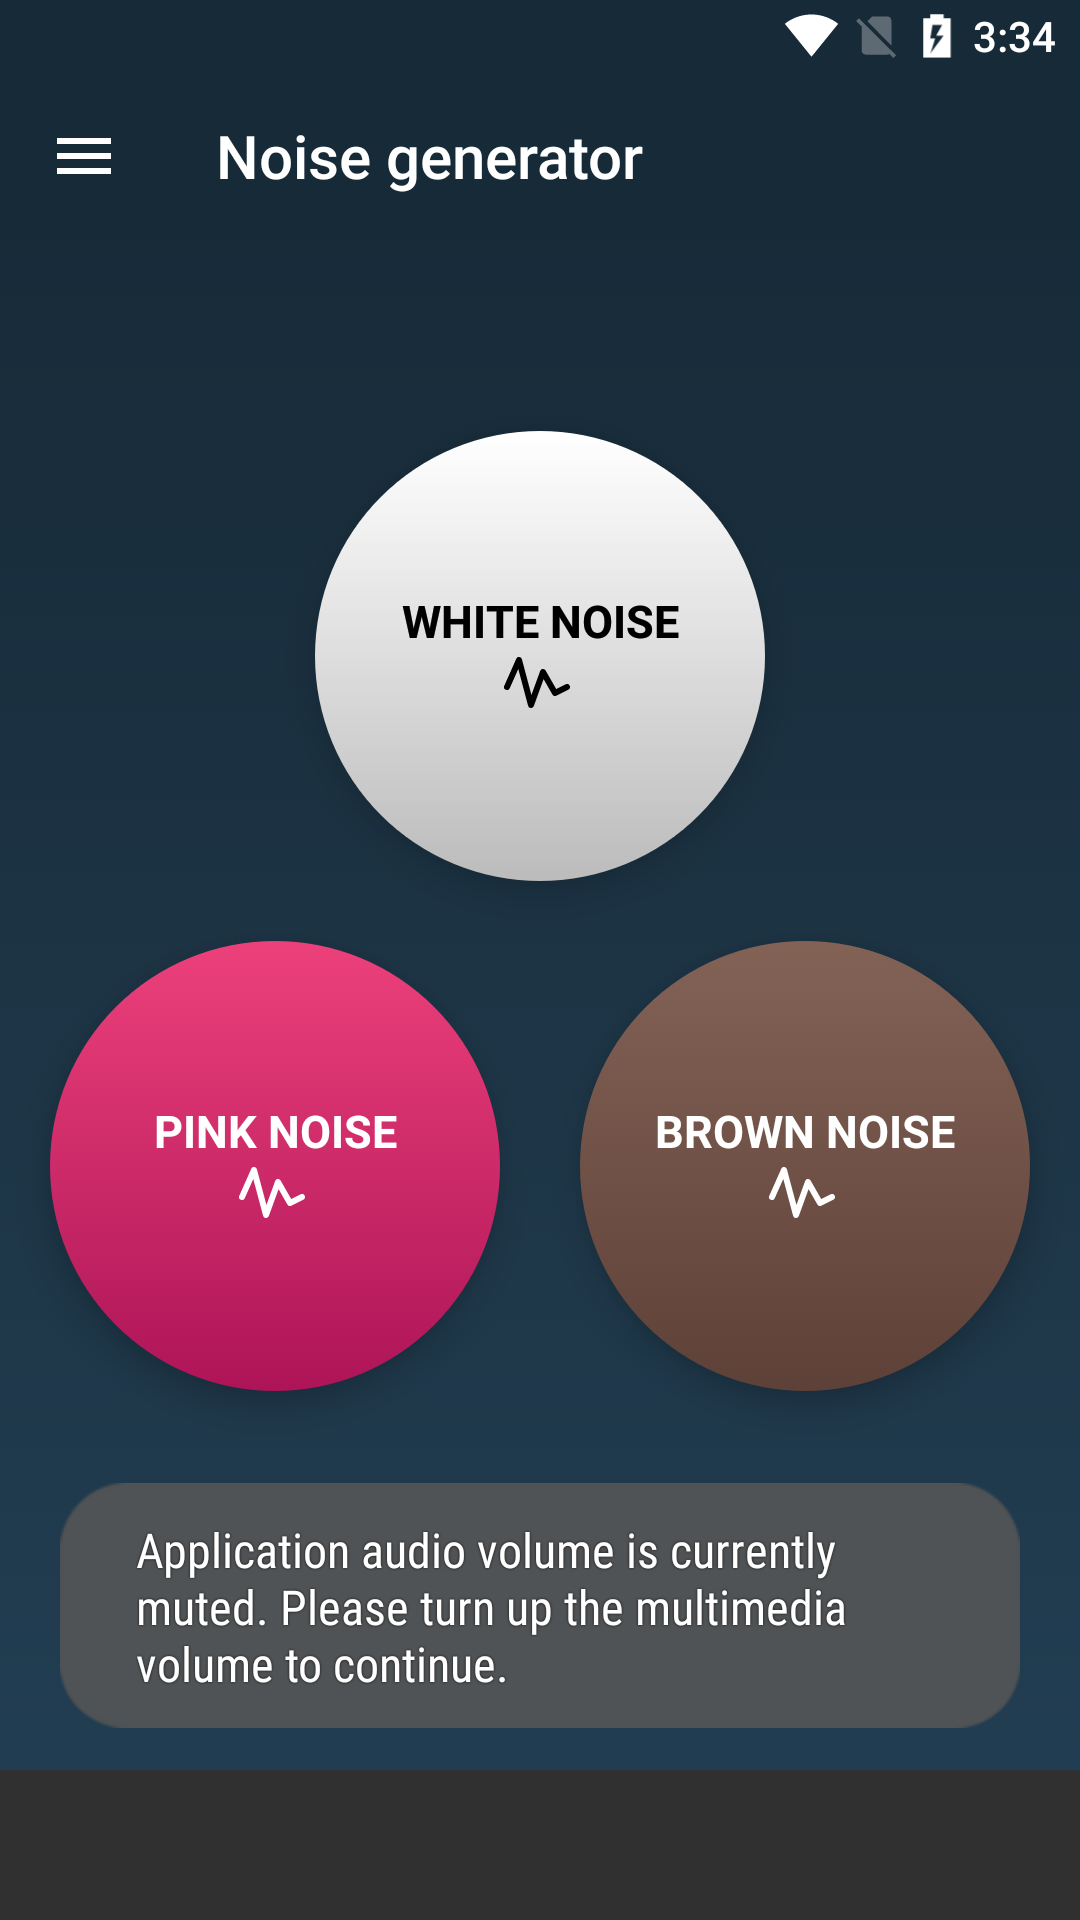 3:34
Noise generator
WHITE NOISE
PINK NOISE
BROWN NOISE
Application audio volume is currently
muted. Please turn up the multimedia
volume to continue.